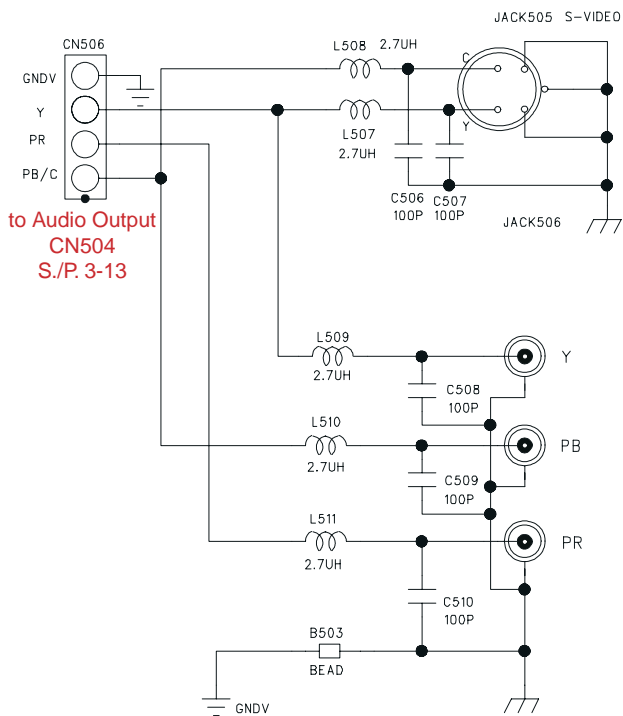 JACK505 S-VIDEO
CN506
L508 2.7UH
C
GNDV
Y
PR
PB/C
Y
L507
2.7UH
C506
100P
C507
100P
JACK506
to Audio Output
CN504
S./P. 3-13
L509
2.7UH
Y
C508
100P
L510
2.7UH
PB
C509
100P
L511
2.7UH
PR
C510
100P
B503
BEAD
GNDV